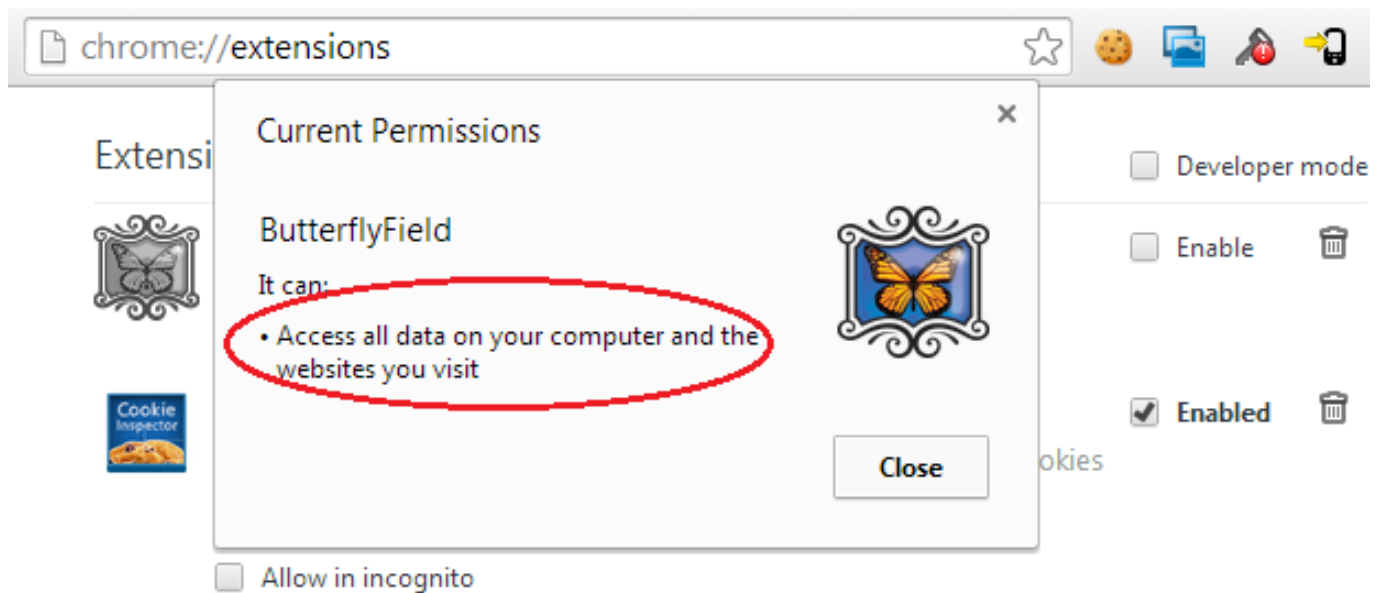 chrome://extensions
Current Permissions
Extensi
Developer mode
ButterflyField
Enable
It can:
• Access all data on your computer and the
websites you visit
Cookie
Inspector
Enabled
Close
okies
Allow in incognito